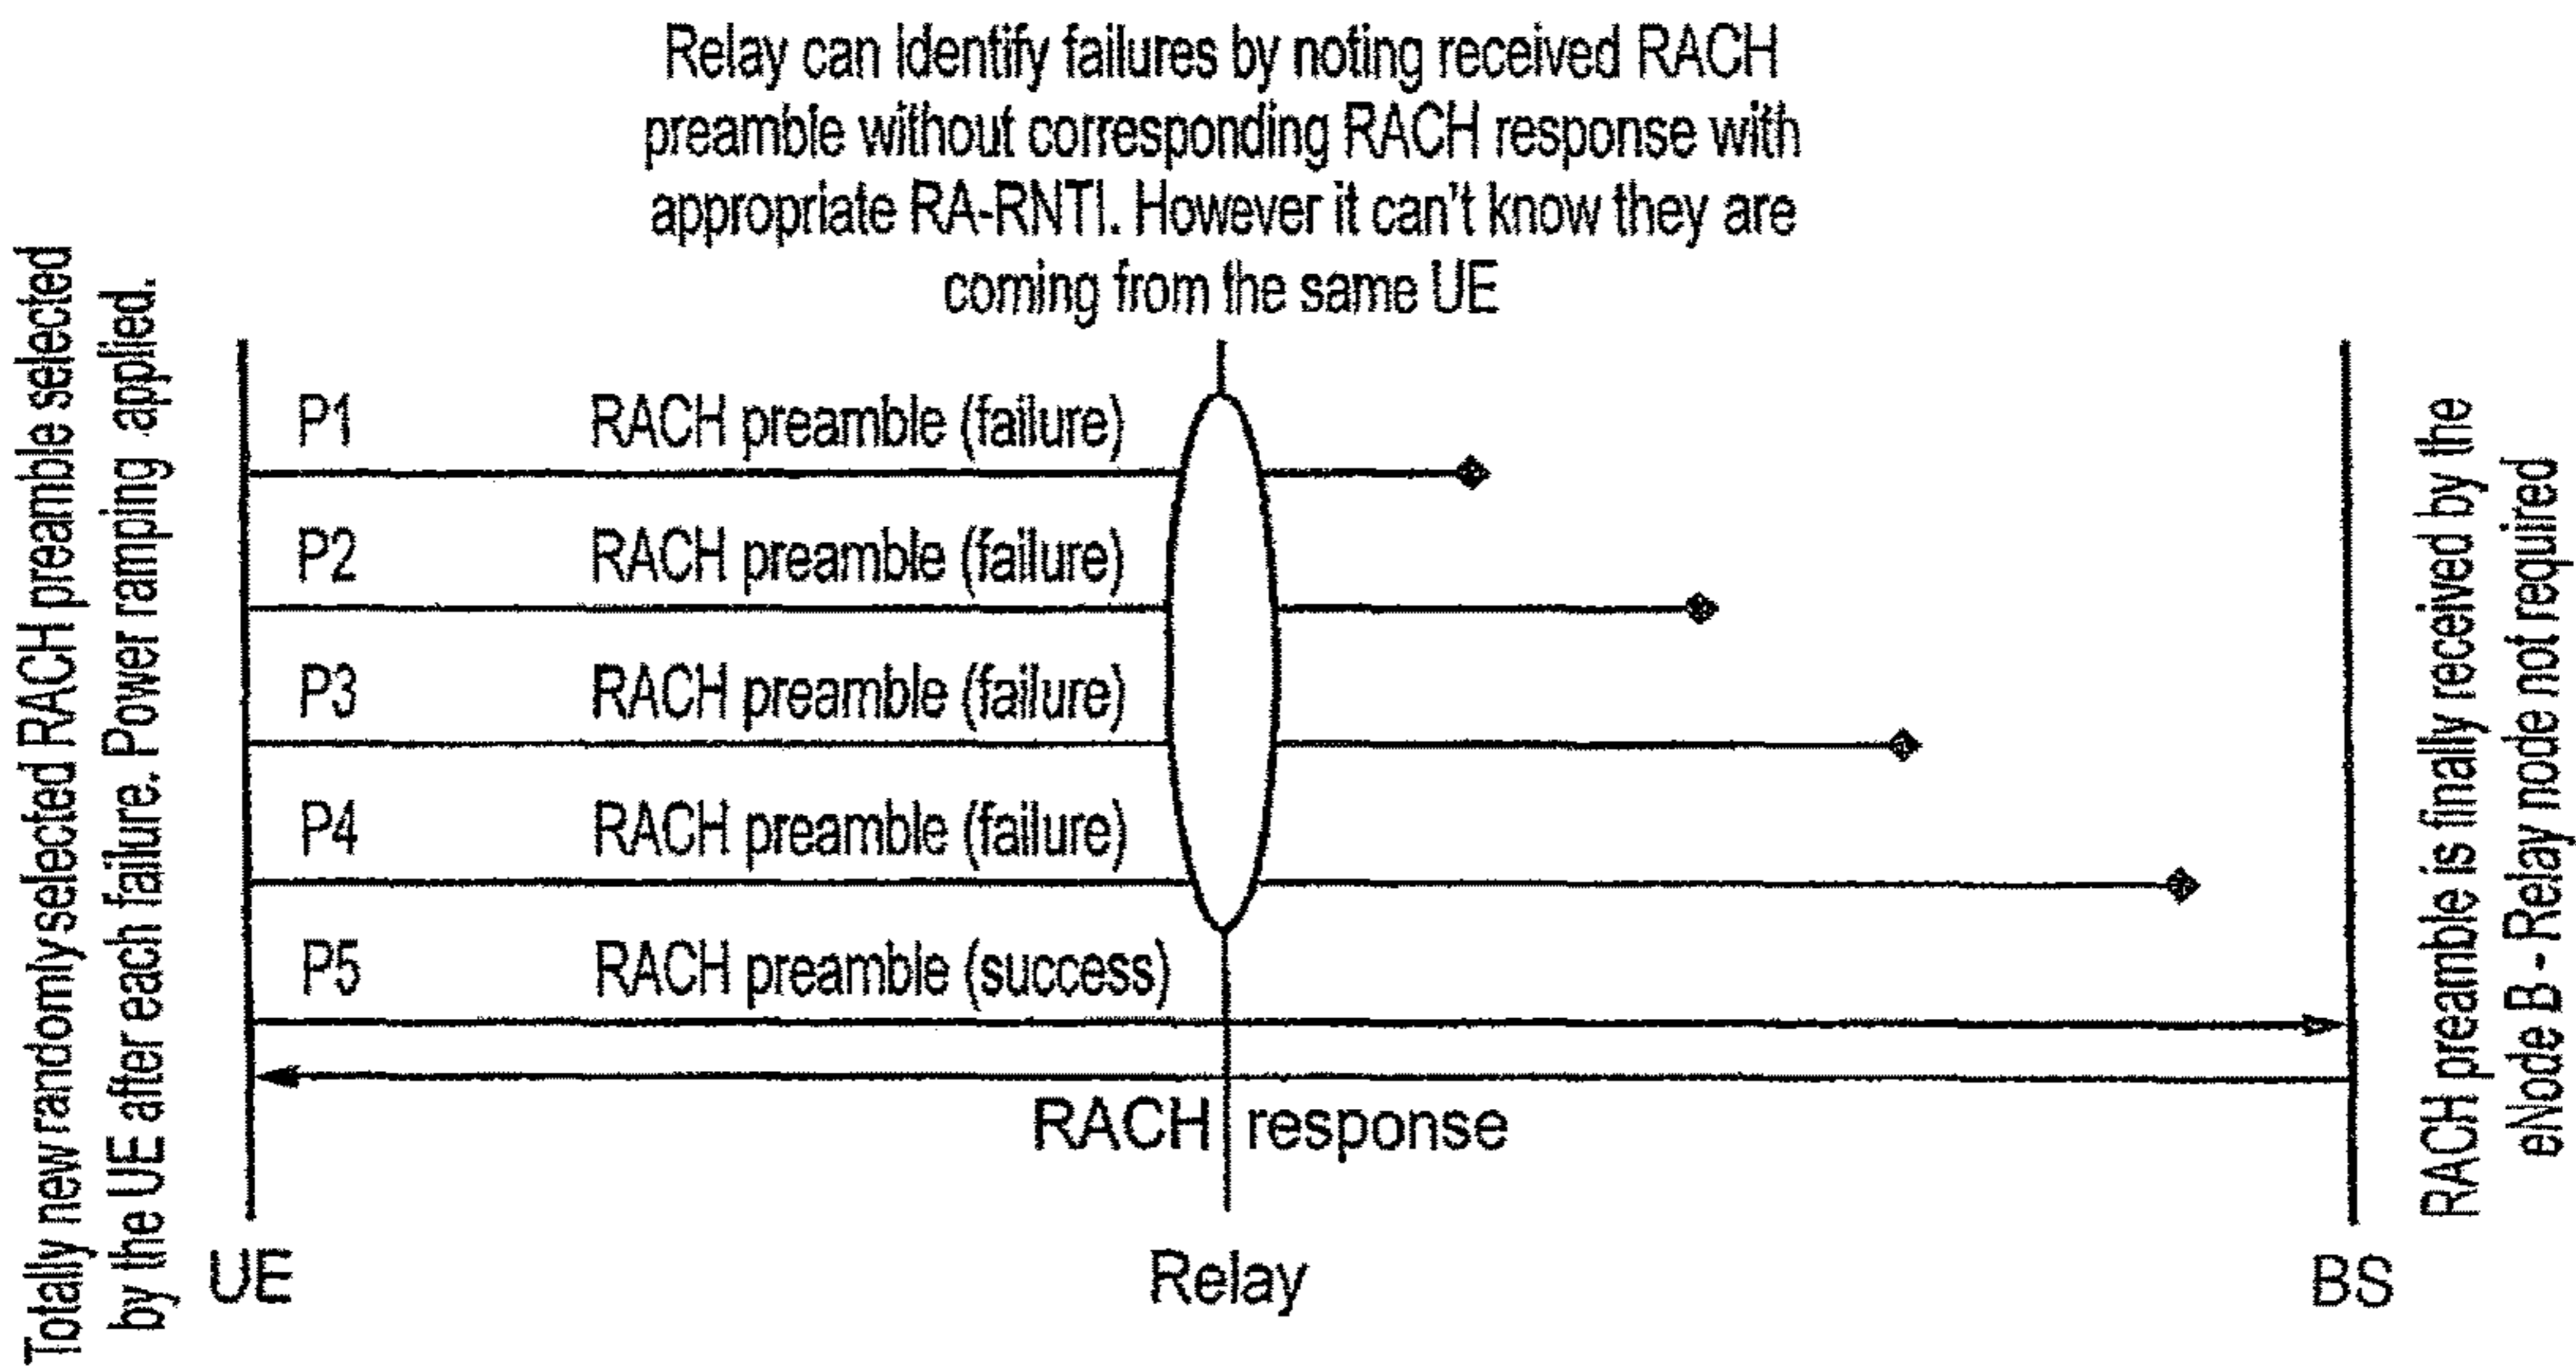 Relay can identify failures by noting received RACH
preamble without corresponding RACH response with
appropriate RA-RNTI. However it can't know they are
coming from the same UE
Totally new randomly selected RACH preamble selected
by the UE after each failure. Power ramping applied.
P1 RACH preamble (failure)
P2 RACH preamble (failure)
P3 RACH preamble (failure)
P4 RACH preamble (failure)
P5 RACH preamble (success)
RACH response
UE Relay BS
RACH preamble is finally received by the
eNode B - Relay node not required